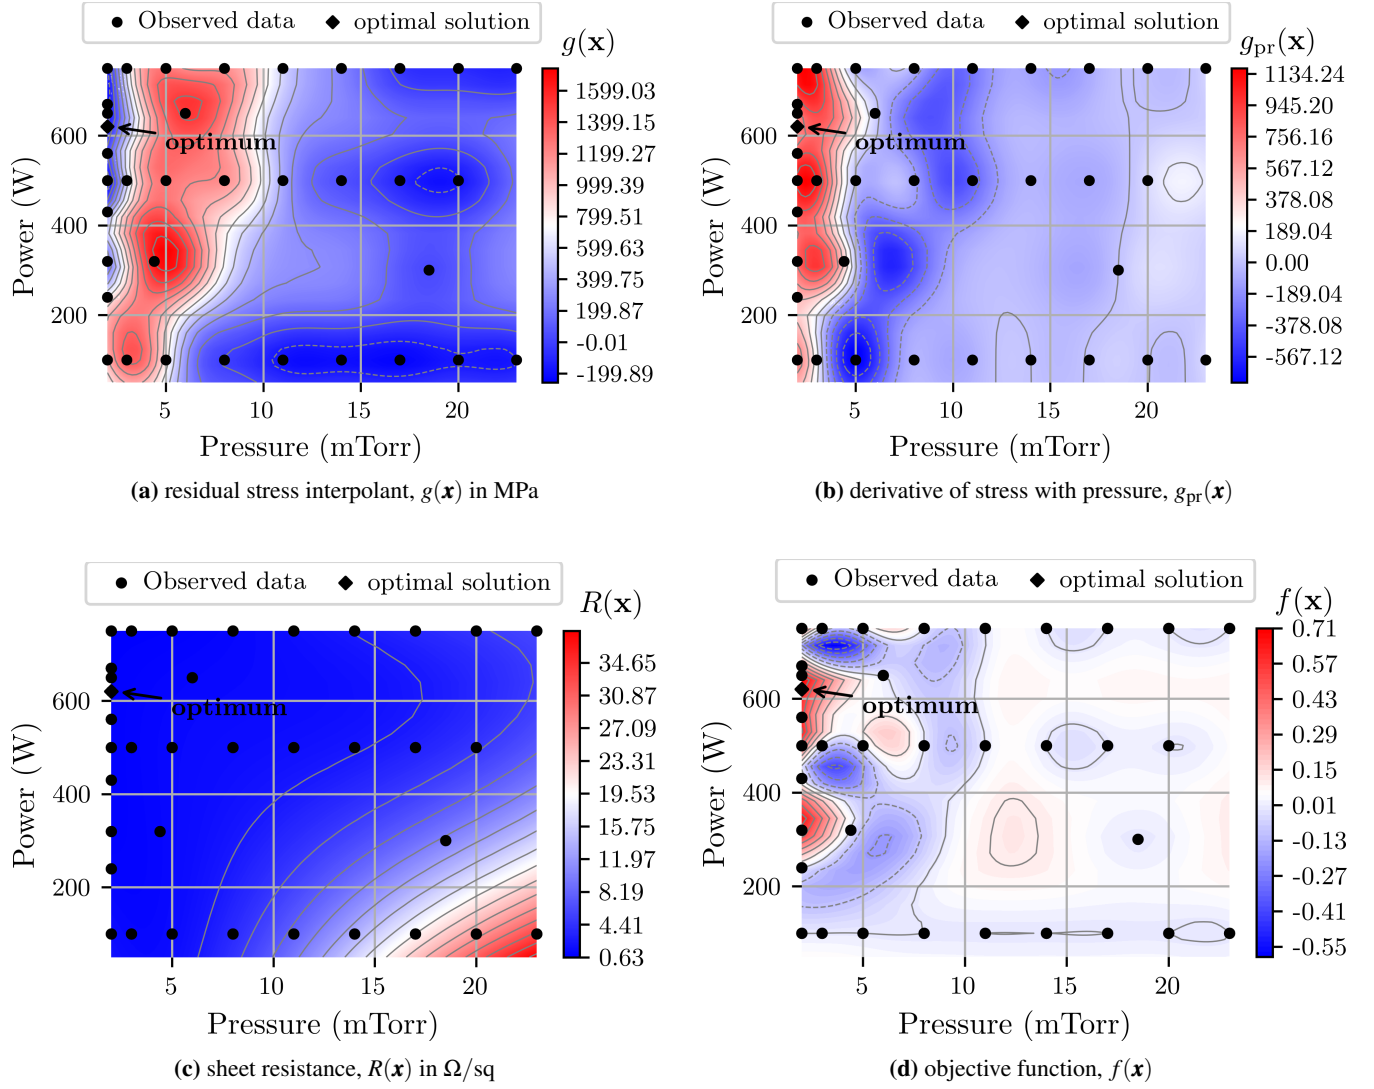 Observed data optimal solution
g(x)
1599.03
1399.15
1199.27
999.39
799.51
599.63
399.75
199.87
-0.01
-199.89
600
400
200
Power (W)
optimum
5 10 15 20
Pressure (mTorr)
(a) residual stress interpolant, g(x) in MPa
Observed data optimal solution
g_pr(x)
1134.24
945.20
756.16
567.12
378.08
189.04
0.00
-189.04
-378.08
-567.12
600
400
200
Power (W)
optimum
5 10 15 20
Pressure (mTorr)
(b) derivative of stress with pressure, g_pr(x)
Observed data optimal solution
R(x)
34.65
30.87
27.09
23.31
19.53
15.75
11.97
8.19
4.41
0.63
600
400
200
Power (W)
optimum
5 10 15 20
Pressure (mTorr)
(c) sheet resistance, R(x) in Ω/sq
Observed data optimal solution
f(x)
0.71
0.57
0.43
0.29
0.15
0.01
-0.13
-0.27
-0.41
-0.55
600
400
200
Power (W)
optimum
5 10 15 20
Pressure (mTorr)
(d) objective function, f(x)